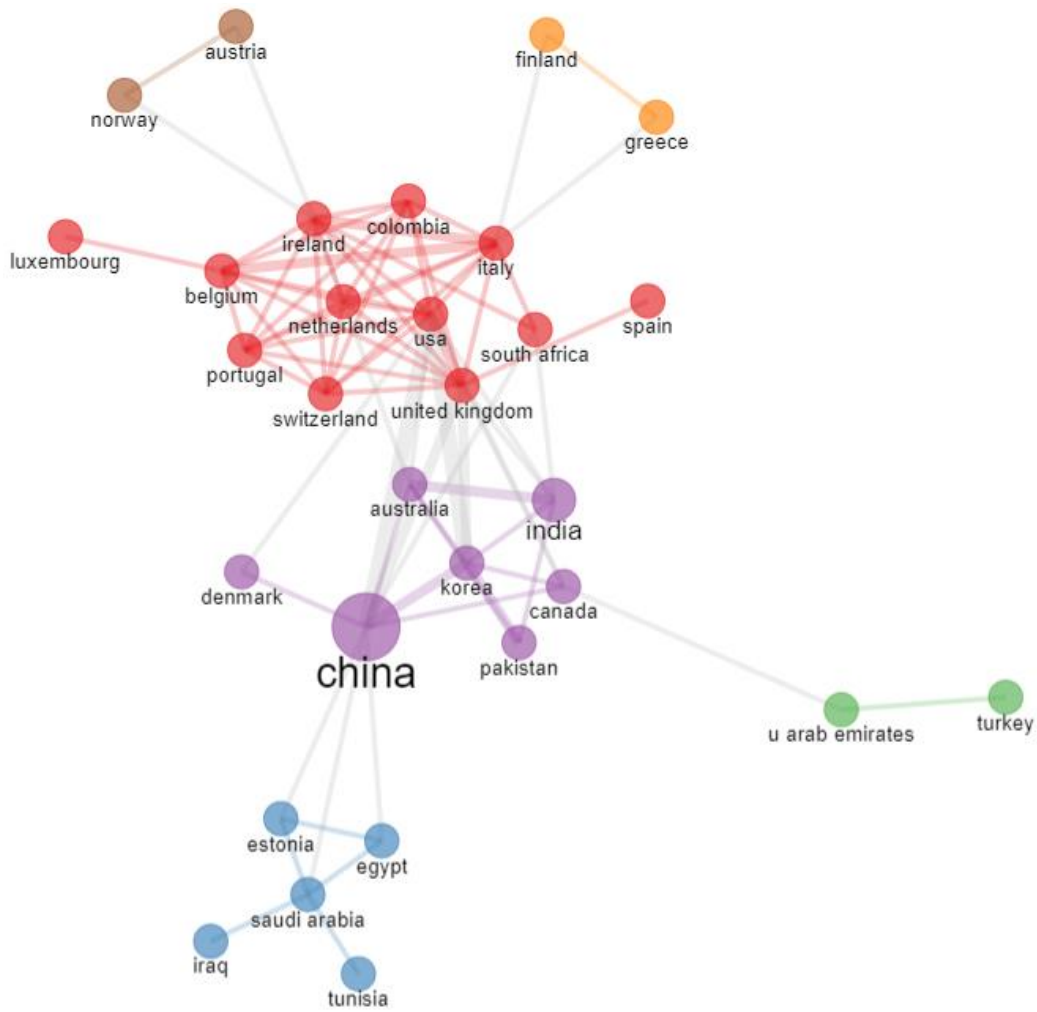 austria
finland
norway
greece
colombia
ireland
luxembourg
italy
belgium
netherlands
spain
usa
south africa
portugal
united kingdom
switzerland
australia
india
korea
denmark
canada
china
pakistan
turkey
u arab emirates
estonia
egypt
saudi arabia
iraq
tunisia